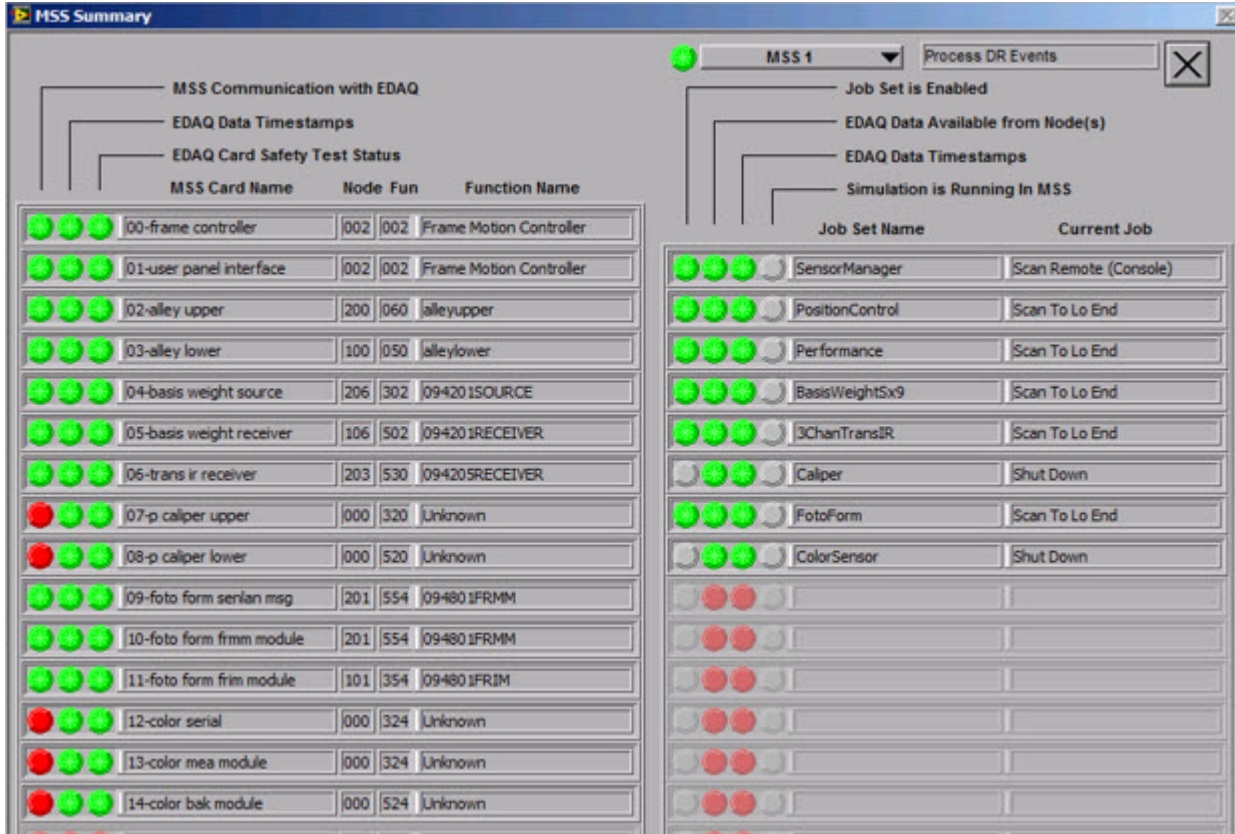 MSS Summary
MSS 1 Process DR Events
MSS Communication with EDAQ
EDAQ Data Timestamps
EDAQ Card Safety Test Status
MSS Card Name Node Fun Function Name
00-frame controller 002 002 Frame Motion Controller
01-user panel interface 002 002 Frame Motion Controller
02-alley upper 200 060 alleyupper
03-alley lower 100 050 alleylower
04-basis weight source 206 302 094201SOURCE
05-basis weight receiver 106 502 094201RECEIVER
06-trans ir receiver 203 530 094205RECEIVER
07-p caliper upper 000 320 Unknown
08-p caliper lower 000 520 Unknown
09-foto form senlan msg 201 554 094801FRMM
10-foto form frmm module 201 554 094801FRMM
11-foto form frim module 101 354 094801FRIM
12-color serial 000 324 Unknown
13-color mea module 000 324 Unknown
14-color bak module 000 524 Unknown
Job Set is Enabled
EDAQ Data Available from Node(s)
EDAQ Data Timestamps
Simulation is Running In MSS
Job Set Name Current Job
SensorManager Scan Remote (Console)
PositionControl Scan To Lo End
Performance Scan To Lo End
BasisWeightSx9 Scan To Lo End
3ChanTransIR Scan To Lo End
Caliper Shut Down
FotoForm Scan To Lo End
ColorSensor Shut Down